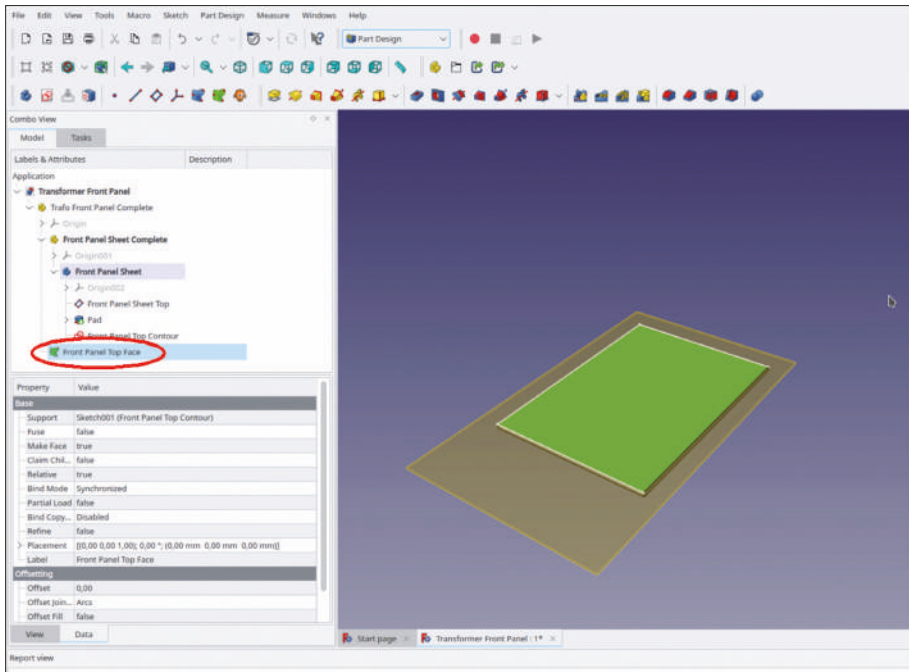 File Edit View Tools Macro Sketch Part Design Measure Windows Help
Part Design
Combo View
Model Tasks
Labels & Attributes Description
Application
Transformer Front Panel
Trafo Front Panel Complete
Origin
Front Panel Sheet Complete
Origin001
Front Panel Sheet
Origin002
Front Panel Sheet Top
Pad
Front Panel Top Contour
Front Panel Top Face
Property Value
Base
Support Sketch001 (Front Panel Top Contour)
Fuse false
Make Face true
Claim Chil... false
Relative true
Bind Mode Synchronized
Partial Load false
Bind Copy... Disabled
Refine false
Placement [(0,00 0,00 1,00); 0,00 °; (0,00 mm 0,00 mm 0,00 mm)]
Label Front Panel Top Face
Offsetting
Offset 0,00
Offset Join... Arcs
Offset Fill false
View Data
Start page Transformer Front Panel : 1*
Report view